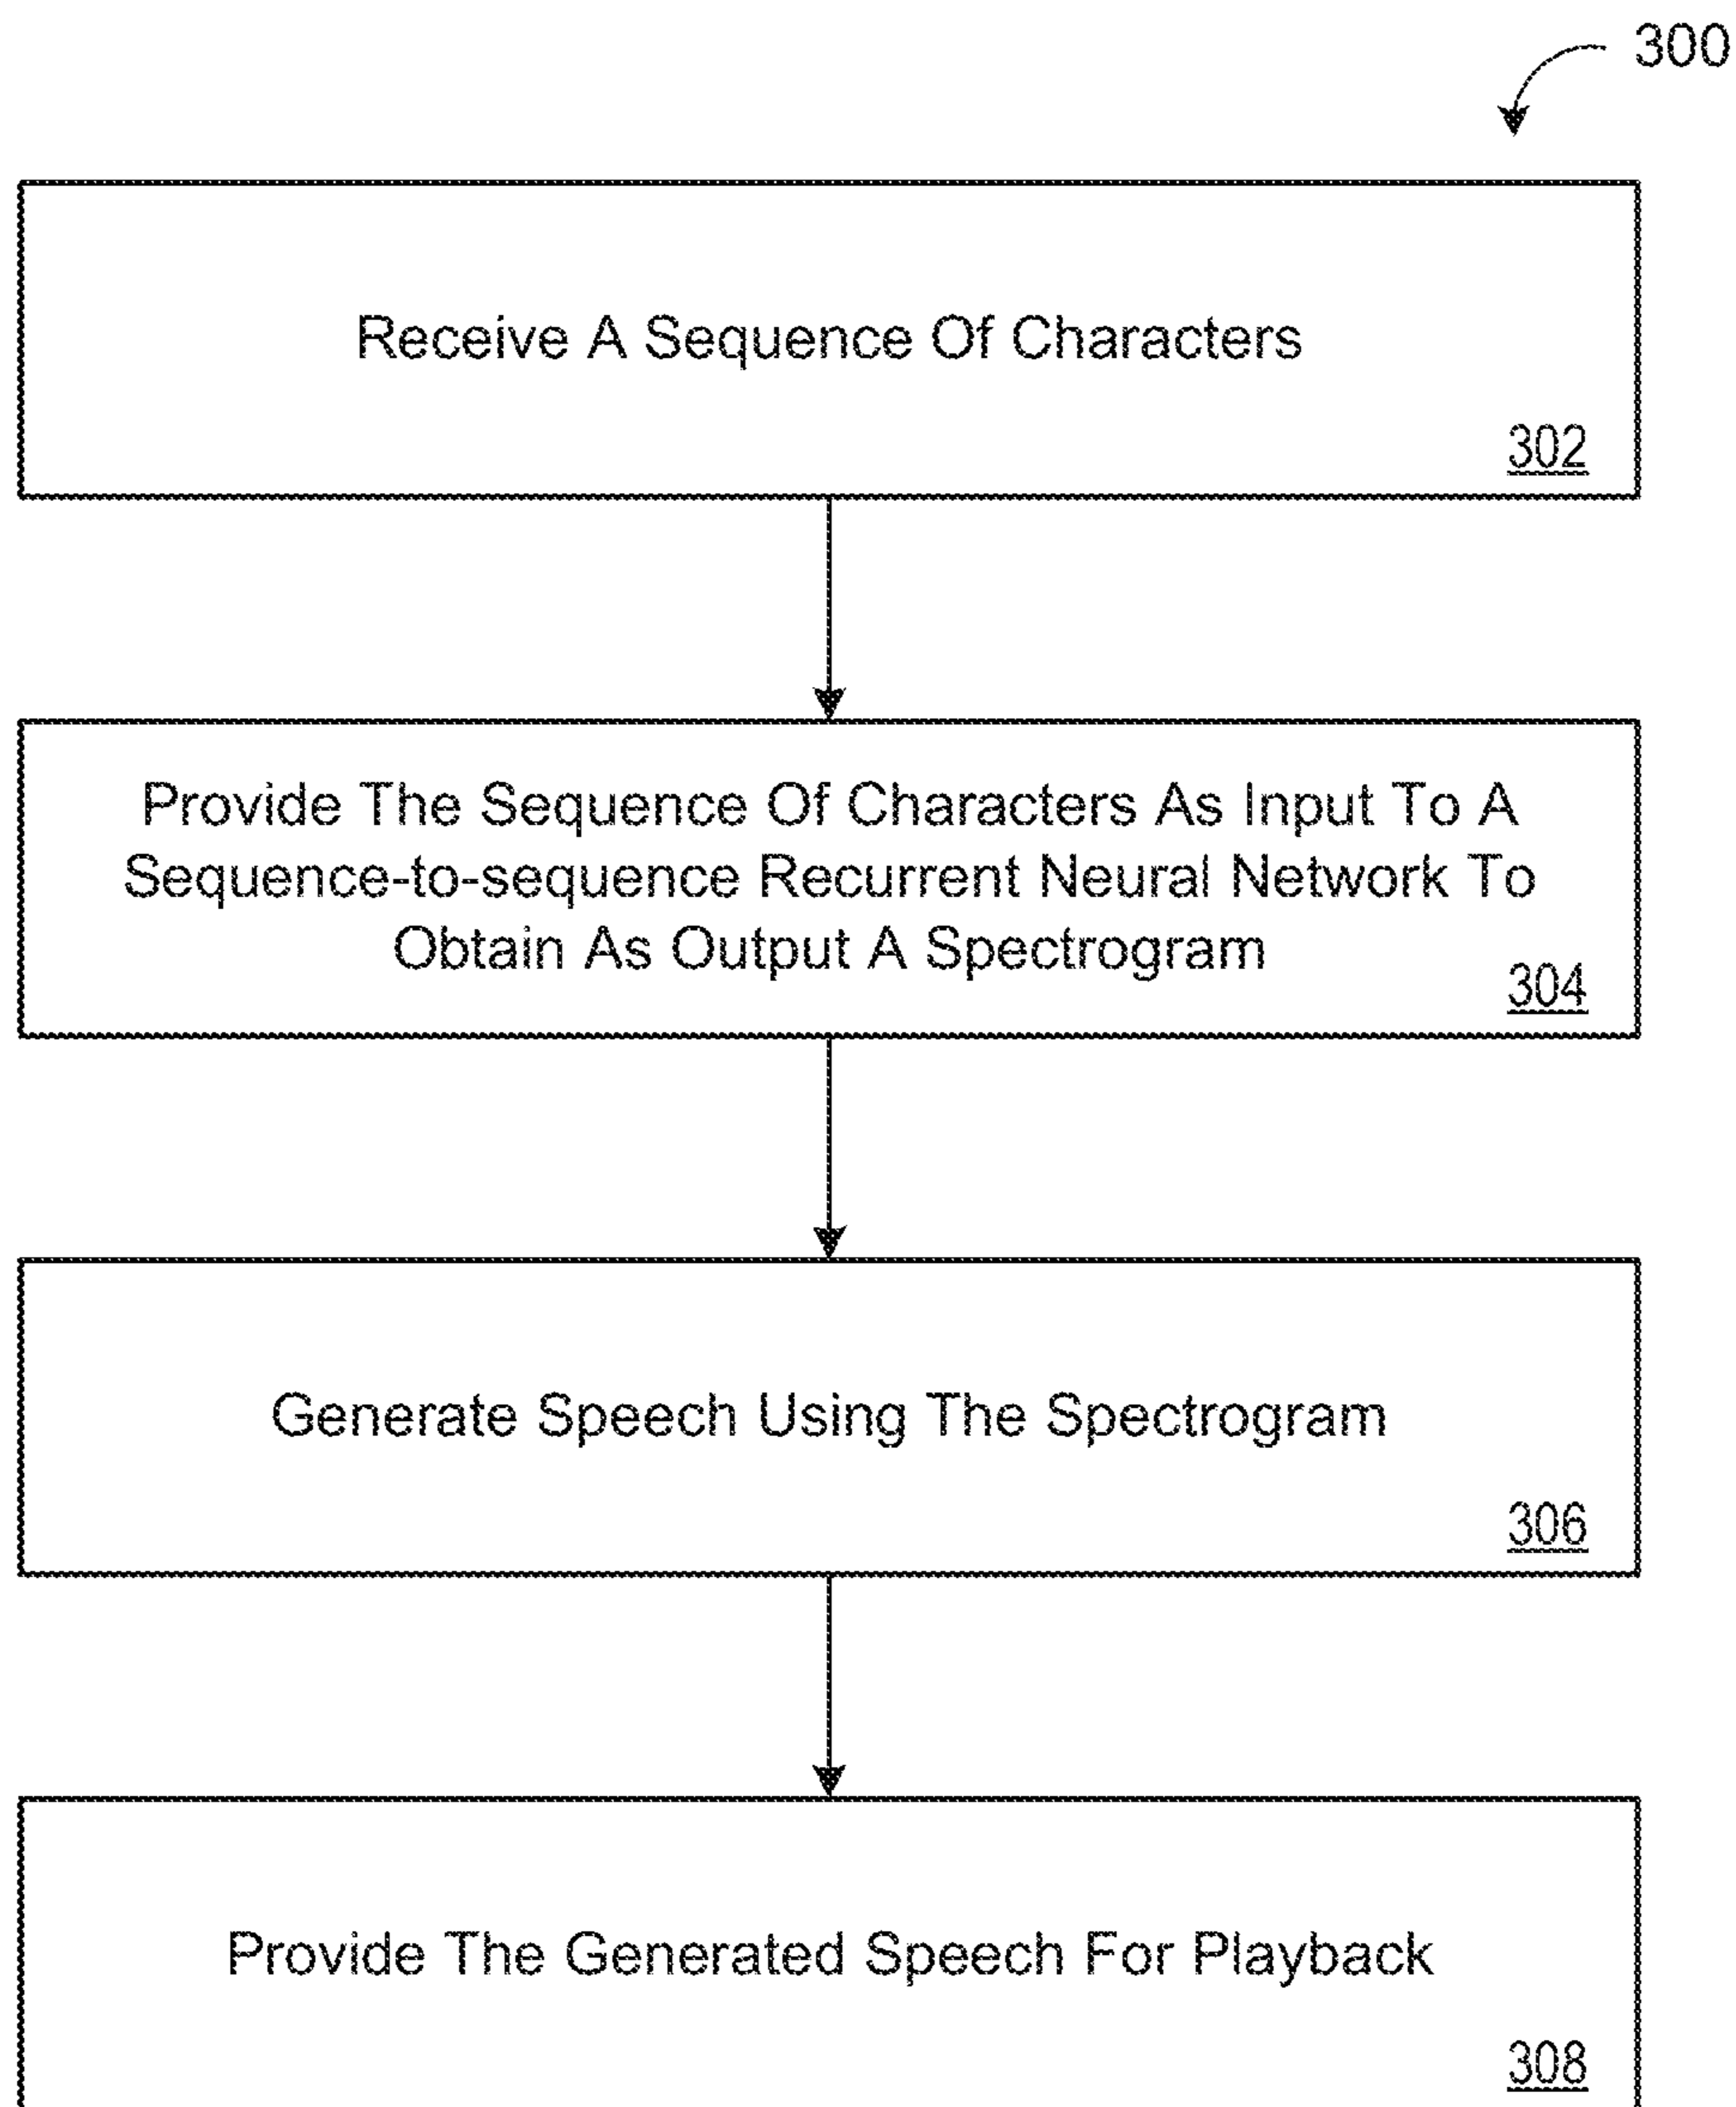 300
Receive A Sequence Of Characters
302
Provide The Sequence Of Characters As Input To A
Sequence-to-sequence Recurrent Neural Network To
Obtain As Output A Spectrogram
304
Generate Speech Using The Spectrogram
306
Provide The Generated Speech For Playback
308